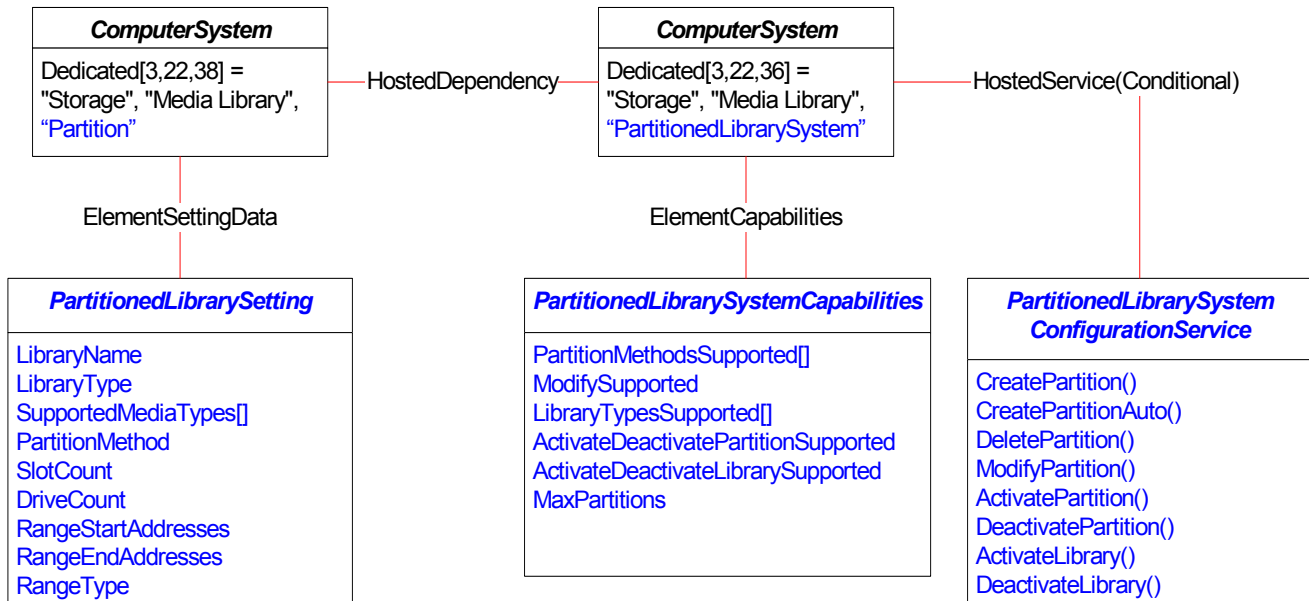 ComputerSystem
Dedicated[3,22,38] =
"Storage", "Media Library",
“Partition”
HostedDependency
ComputerSystem
Dedicated[3,22,36] =
"Storage", "Media Library",
“PartitionedLibrarySystem”
HostedService(Conditional)
ElementSettingData
ElementCapabilities
PartitionedLibrarySetting
LibraryName
LibraryType
SupportedMediaTypes[]
PartitionMethod
SlotCount
DriveCount
RangeStartAddresses
RangeEndAddresses
RangeType
PartitionedLibrarySystemCapabilities
PartitionMethodsSupported[]
ModifySupported
LibraryTypesSupported[]
ActivateDeactivatePartitionSupported
ActivateDeactivateLibrarySupported
MaxPartitions
PartitionedLibrarySystem
ConfigurationService
CreatePartition()
CreatePartitionAuto()
DeletePartition()
ModifyPartition()
ActivatePartition()
DeactivatePartition()
ActivateLibrary()
DeactivateLibrary()